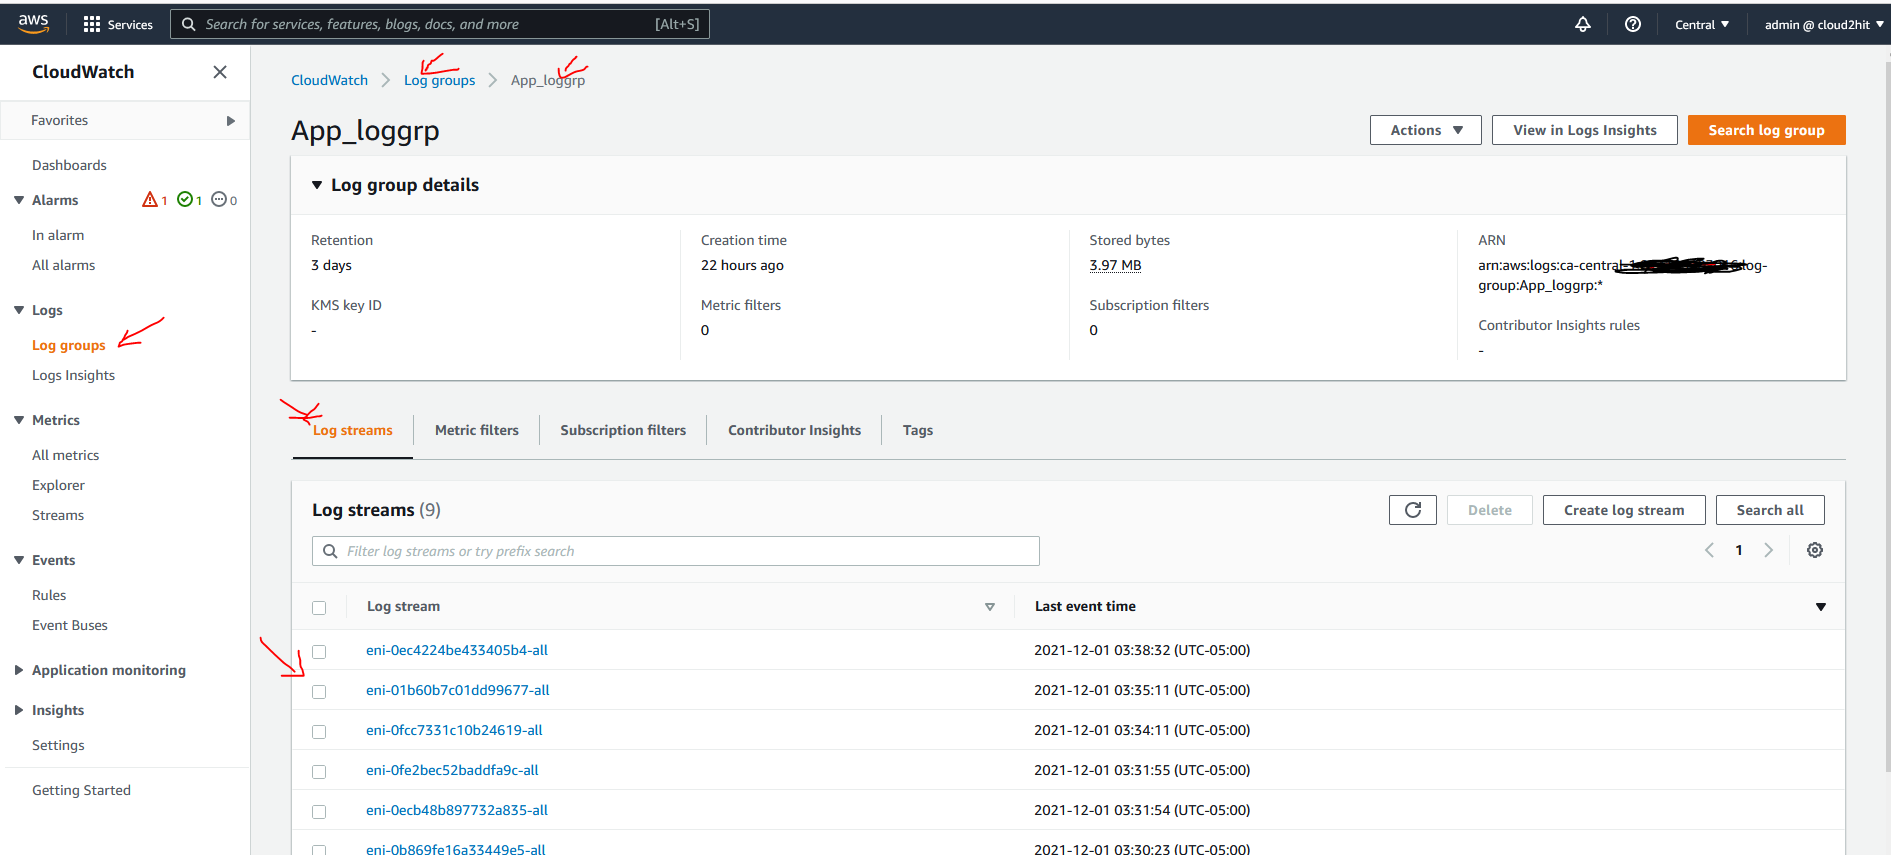 aws Services Search for services, features, blogs, docs, and more [Alt+S] Central admin @ cloud2hit
CloudWatch
Favorites
Dashboards
Alarms 1 1 0
In alarm
All alarms
Logs
Log groups
Logs Insights
Metrics
All metrics
Explorer
Streams
Events
Rules
Event Buses
Application monitoring
Insights
Settings
Getting Started
CloudWatch Log groups App_loggrp
App_loggrp
Actions View in Logs Insights Search log group
Log group details
Retention
3 days
KMS key ID
-
Creation time
22 hours ago
Metric filters
0
Stored bytes
3.97 MB
Subscription filters
0
ARN
arn:aws:logs:ca-central- log-
group:App_loggrp:*
Contributor Insights rules
-
Log streams Metric filters Subscription filters Contributor Insights Tags
Log streams (9)
Delete Create log stream Search all
Filter log streams or try prefix search
1
Log stream Last event time
eni-0ec4224be433405b4-all 2021-12-01 03:38:32 (UTC-05:00)
eni-01b60b7c01dd99677-all 2021-12-01 03:35:11 (UTC-05:00)
eni-0fcc7331c10b24619-all 2021-12-01 03:34:11 (UTC-05:00)
eni-0fe2bec52baddfa9c-all 2021-12-01 03:31:55 (UTC-05:00)
eni-0ecb48b897732a835-all 2021-12-01 03:31:54 (UTC-05:00)
eni-0b869fe16a33449e5-all 2021-12-01 03:30:23 (UTC-05:00)